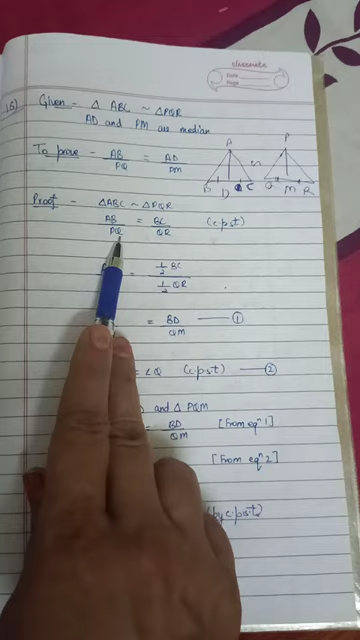 classmate
Date
Page
16) Given - △ ABC ~ △PQR
AD and PM are median
To prove - AB/PQ = AD/PM
A
B D C
~
P
Q M R
Proof - △ABC ~ △PQR
AB/PQ = BC/QR (c.p.s.t)
= ½ BC / ½ QR
= BD/QM —— ①
= ∠Q (c.p.s.t) —— ②
D and △ PQM
= BD/QM [From eqⁿ 1]
[From eqⁿ 2]
(by c.p.s.t)